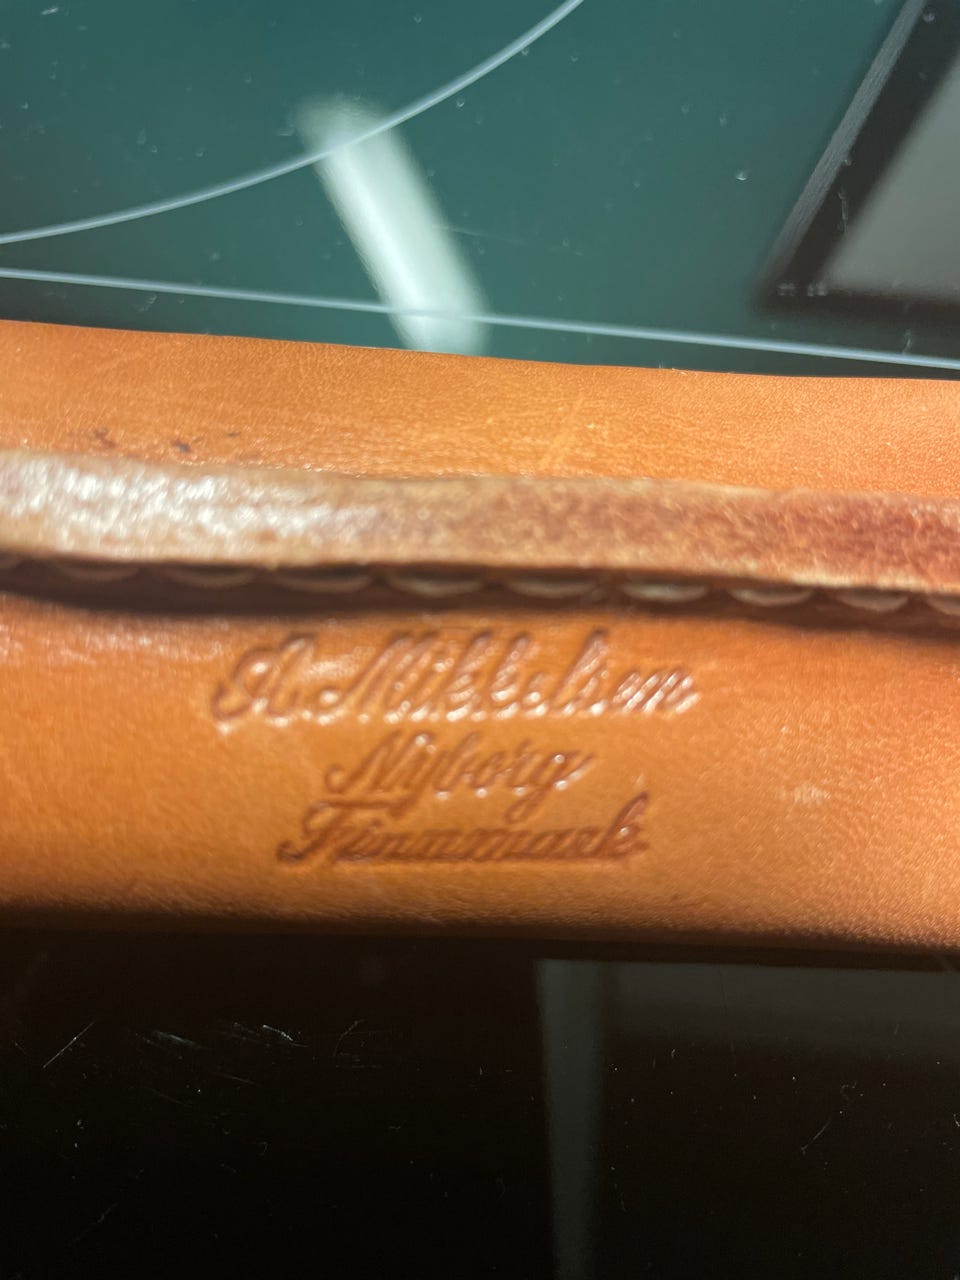 A. Mikkelsen
Nyborg
Finnmark